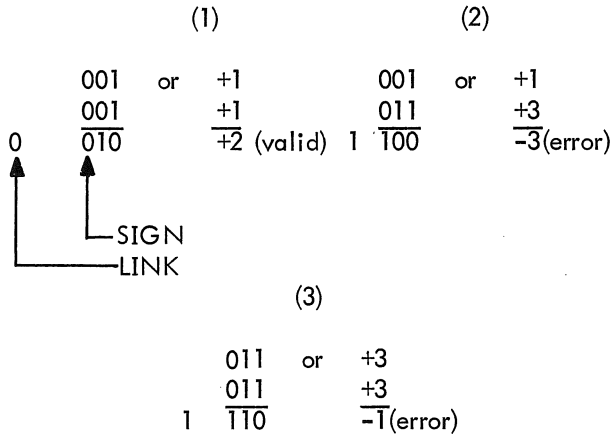 (1) (2)
001 or +1 001 or +1
001 +1 011 +3
0 010 +2 (valid) 1 100 -3(error)
SIGN
LINK
(3)
011 or +3
011 +3
1 110 -1(error)